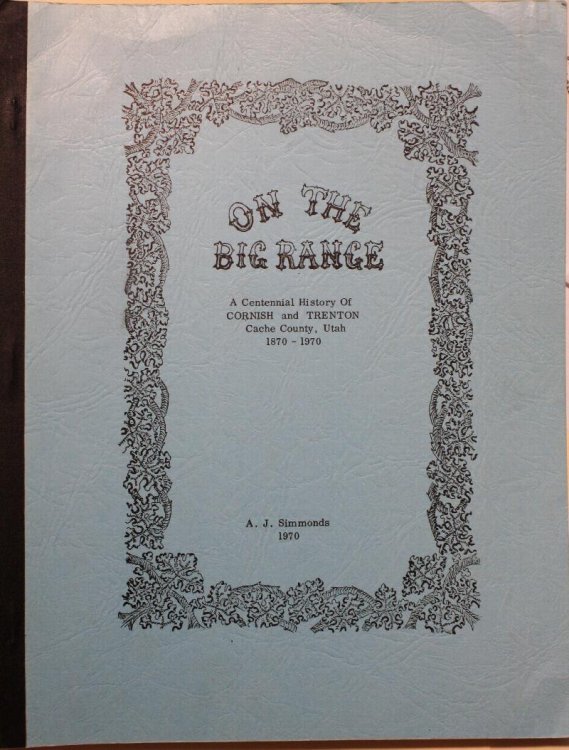 ON THE
BIG RANGE
A Centennial History Of
CORNISH and TRENTON
Cache County, Utah
1870 - 1970
A. J. Simmonds
1970